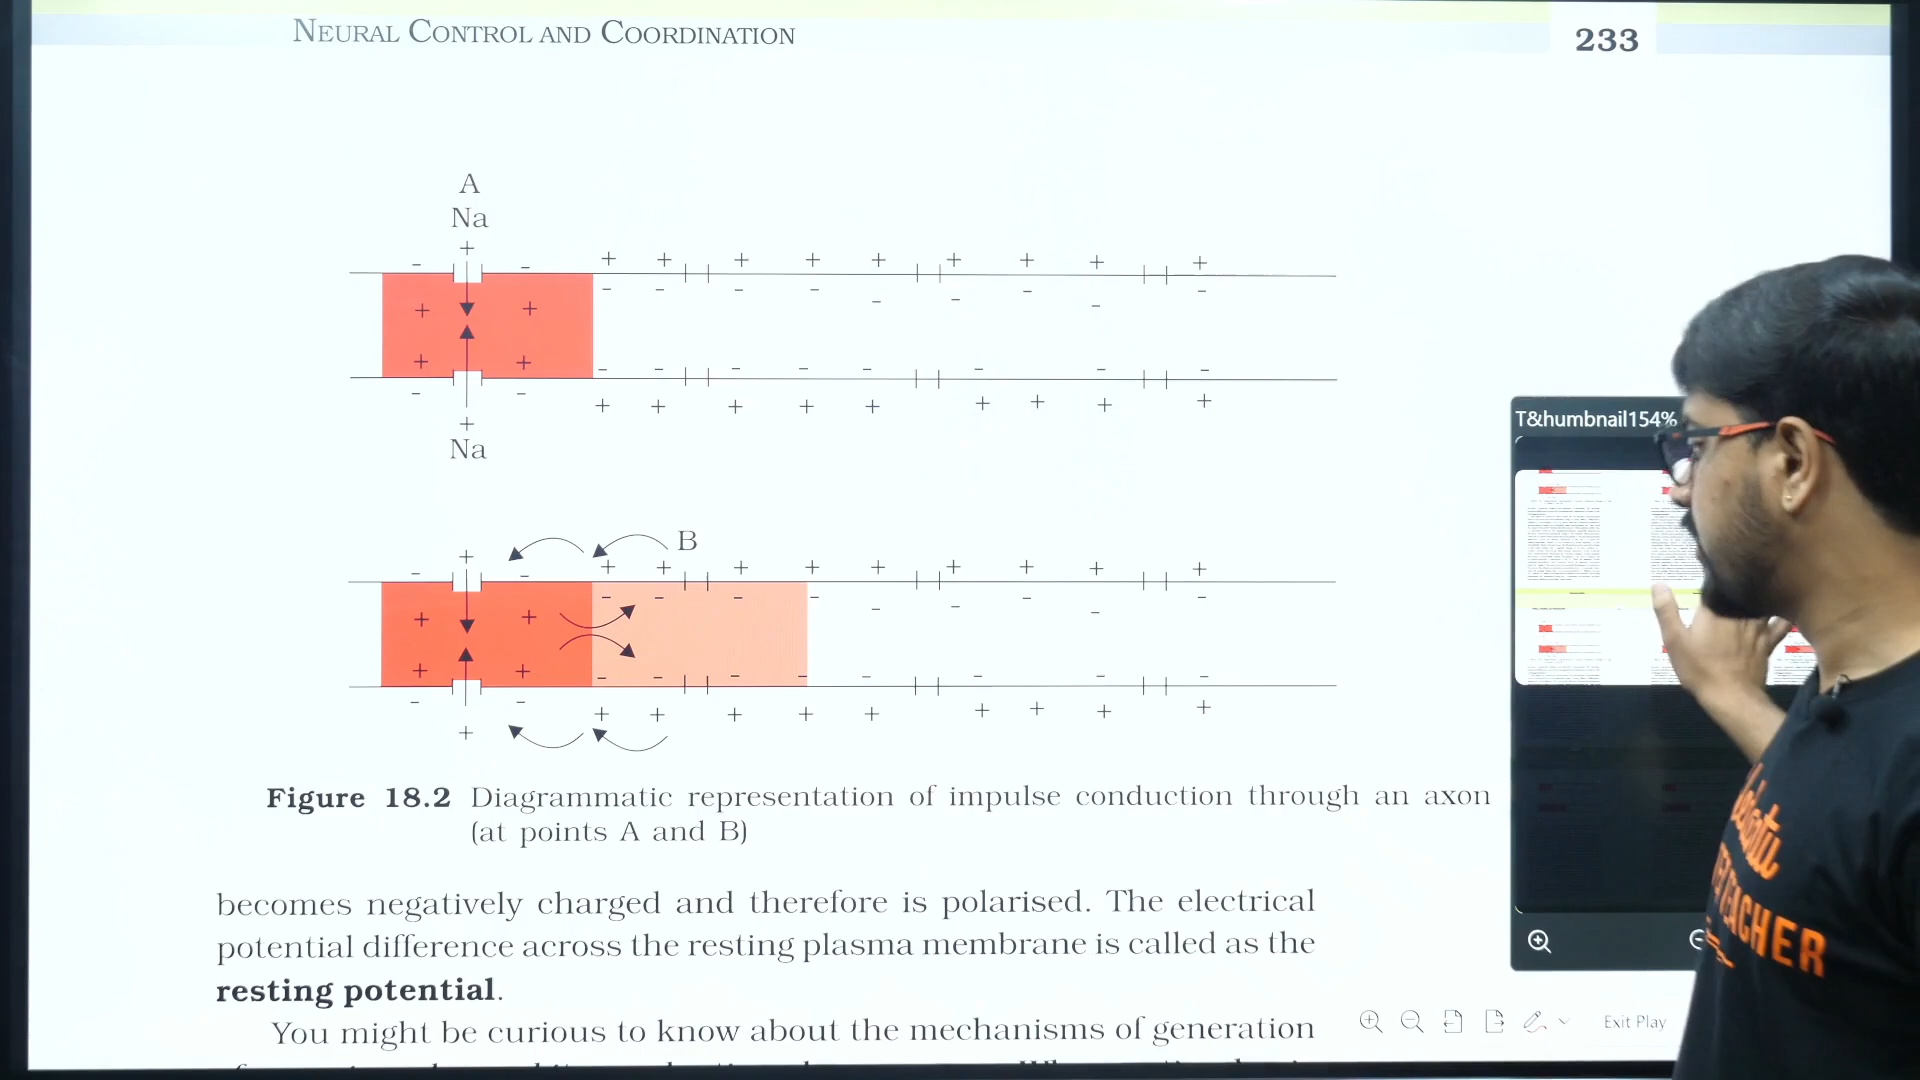 NEURAL CONTROL AND COORDINATION
233
A
Na
+
- - + + + + + + + + +
- - - - - - - - -
+ +
+ +
- - - - - - - - -
- - + + + + + + + + +
+
Na
B
+
- - + + + + + + + + +
- - - - - - - - -
+ +
+ +
- - - - - - - - -
- - + + + + + + + + +
+
Figure 18.2 Diagrammatic representation of impulse conduction through an axon
(at points A and B)
becomes negatively charged and therefore is polarised. The electrical
potential difference across the resting plasma membrane is called as the
resting potential.
You might be curious to know about the mechanisms of generation
T&humbnail154%
Exit Play